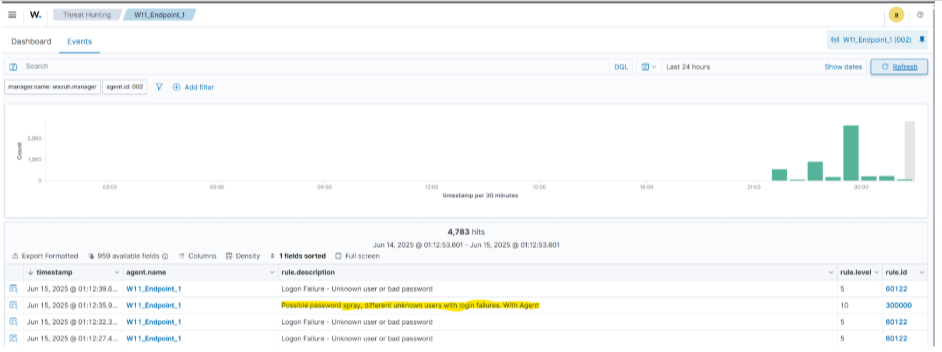 W. Threat Hunting W11_Endpoint_1 a
Dashboard Events W11_Endpoint_1 (002)
Search DQL Last 24 hours Show dates Refresh
manager.name: wazuh.manager agent.id: 002 Add filter
Count
2,000
1,000
0
03:00 06:00 09:00 12:00 15:00 18:00 21:00 00:00
timestamp per 30 minutes
4,783 hits
Jun 14, 2025 @ 01:12:53.601 - Jun 15, 2025 @ 01:12:53.601
Export Formatted 959 available fields Columns Density 1 fields sorted Full screen
timestamp agent.name rule.description rule.level rule.id
Jun 15, 2025 @ 01:12:39.6... W11_Endpoint_1 Logon Failure - Unknown user or bad password 5 60122
Jun 15, 2025 @ 01:12:35.9... W11_Endpoint_1 Possible password spray, different unknown users with login failures. With Agent 10 300000
Jun 15, 2025 @ 01:12:32.3... W11_Endpoint_1 Logon Failure - Unknown user or bad password 5 60122
Jun 15, 2025 @ 01:12:27.4... W11_Endpoint_1 Logon Failure - Unknown user or bad password 5 60122